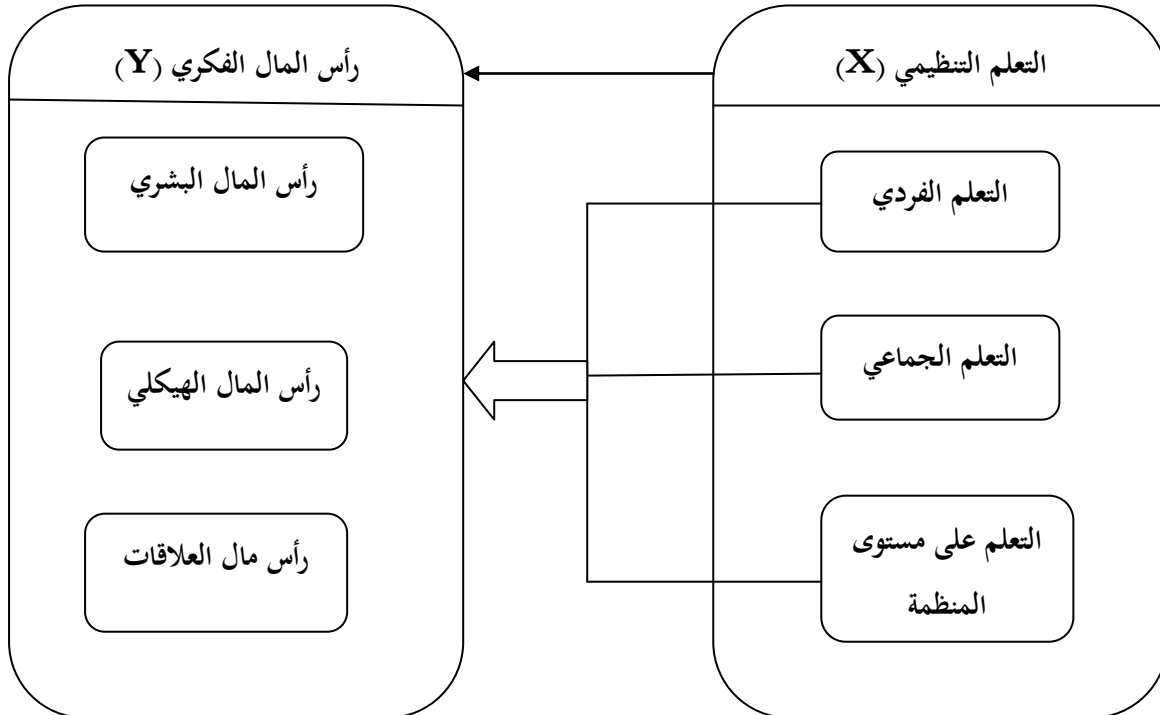 التعلم التنظيمي (X)
التعلم الفردي
التعلم الجماعي
التعلم على مستوى
المنظمة
رأس المال الفكري (Y)
رأس المال البشري
رأس المال الهيكلي
رأس مال العلاقات